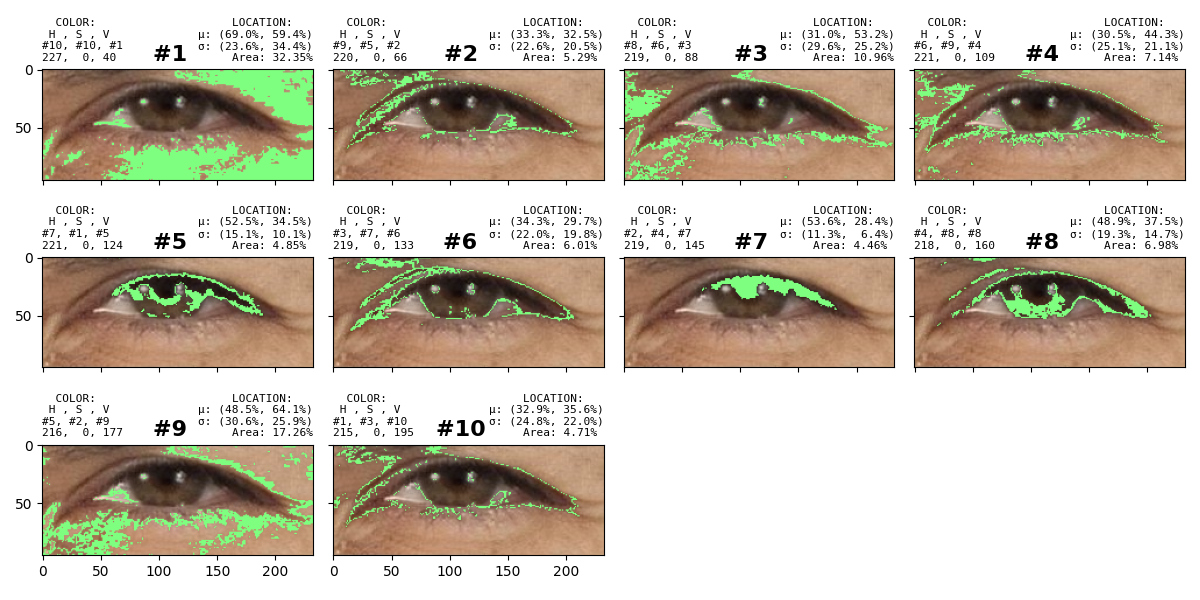 COLOR: LOCATION: COLOR: LOCATION: COLOR: LOCATION: COLOR: LOCATION:
H , S , V μ: (69.0%, 59.4%) H , S , V μ: (33.3%, 32.5%) H , S , V μ: (31.0%, 53.2%) H , S , V μ: (30.5%, 44.3%)
#10, #10, #1 #1 σ: (23.6%, 34.4%) #9, #5, #2 #2 σ: (22.6%, 20.5%) #8, #6, #3 #3 σ: (29.6%, 25.2%) #6, #9, #4 #4 σ: (25.1%, 21.1%)
227, 0, 40 Area: 32.35% 220, 0, 66 Area: 5.29% 219, 0, 88 Area: 10.96% 221, 0, 109 Area: 7.14%
0
50
COLOR: LOCATION: COLOR: LOCATION: COLOR: LOCATION: COLOR: LOCATION:
H , S , V μ: (52.5%, 34.5%) H , S , V μ: (34.3%, 29.7%) H , S , V μ: (53.6%, 28.4%) H , S , V μ: (48.9%, 37.5%)
#7, #1, #5 #5 σ: (15.1%, 10.1%) #3, #7, #6 #6 σ: (22.0%, 19.8%) #2, #4, #7 #7 σ: (11.3%, 6.4%) #4, #8, #8 #8 σ: (19.3%, 14.7%)
221, 0, 124 Area: 4.85% 219, 0, 133 Area: 6.01% 219, 0, 145 Area: 4.46% 218, 0, 160 Area: 6.98%
0
50
COLOR: LOCATION: COLOR: LOCATION:
H , S , V μ: (48.5%, 64.1%) H , S , V μ: (32.9%, 35.6%)
#5, #2, #9 #9 σ: (30.6%, 25.9%) #1, #3, #10 #10 σ: (24.8%, 22.0%)
216, 0, 177 Area: 17.26% 215, 0, 195 Area: 4.71%
0
50
0 50 100 150 200 0 50 100 150 200